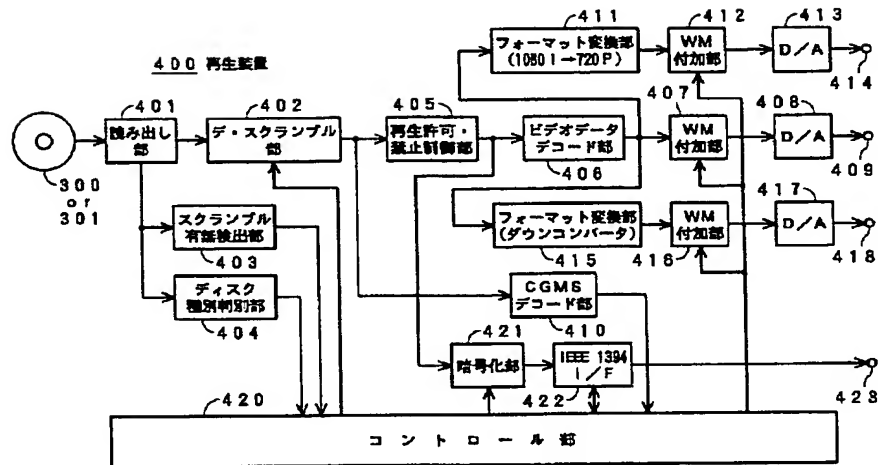 411
412
413
フォーマット変換部
(1080I→720P)
WM
付加部
D/A
414
400 再生装置
401
402
405
407
408
読み出し
部
デ・スクランブル
部
再生許可・
禁止制御部
ビデオデータ
デコード部
406
WM
付加部
D/A
409
300
or
301
417
スクランブル
有無検出部
403
フォーマット変換部
(ダウンコンバータ)
415
WM
付加部
416
D/A
418
ディスク
種別判別部
404
CGMS
デコード部
410
421
暗号化部
IEEE 1394
I/F
422
423
420
コントロール部